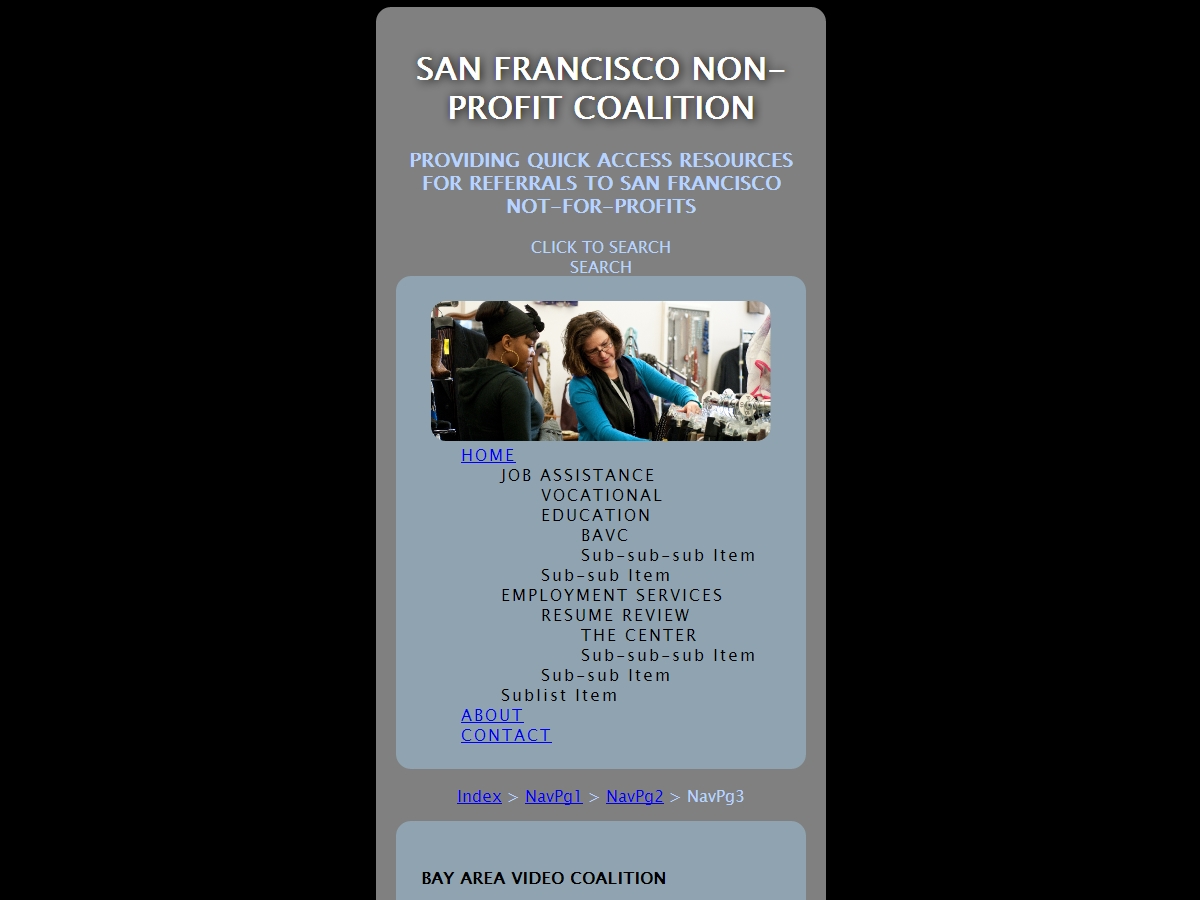 SAN FRANCISCO NON-
PROFIT COALITION
PROVIDING QUICK ACCESS RESOURCES
FOR REFERRALS TO SAN FRANCISCO
NOT-FOR-PROFITS
CLICK TO SEARCH
SEARCH
HOME
JOB ASSISTANCE
VOCATIONAL
EDUCATION
BAVC
Sub-sub-sub Item
Sub-sub Item
EMPLOYMENT SERVICES
RESUME REVIEW
THE CENTER
Sub-sub-sub Item
Sub-sub Item
Sublist Item
ABOUT
CONTACT
Index > NavPg1 > NavPg2 > NavPg3
BAY AREA VIDEO COALITION